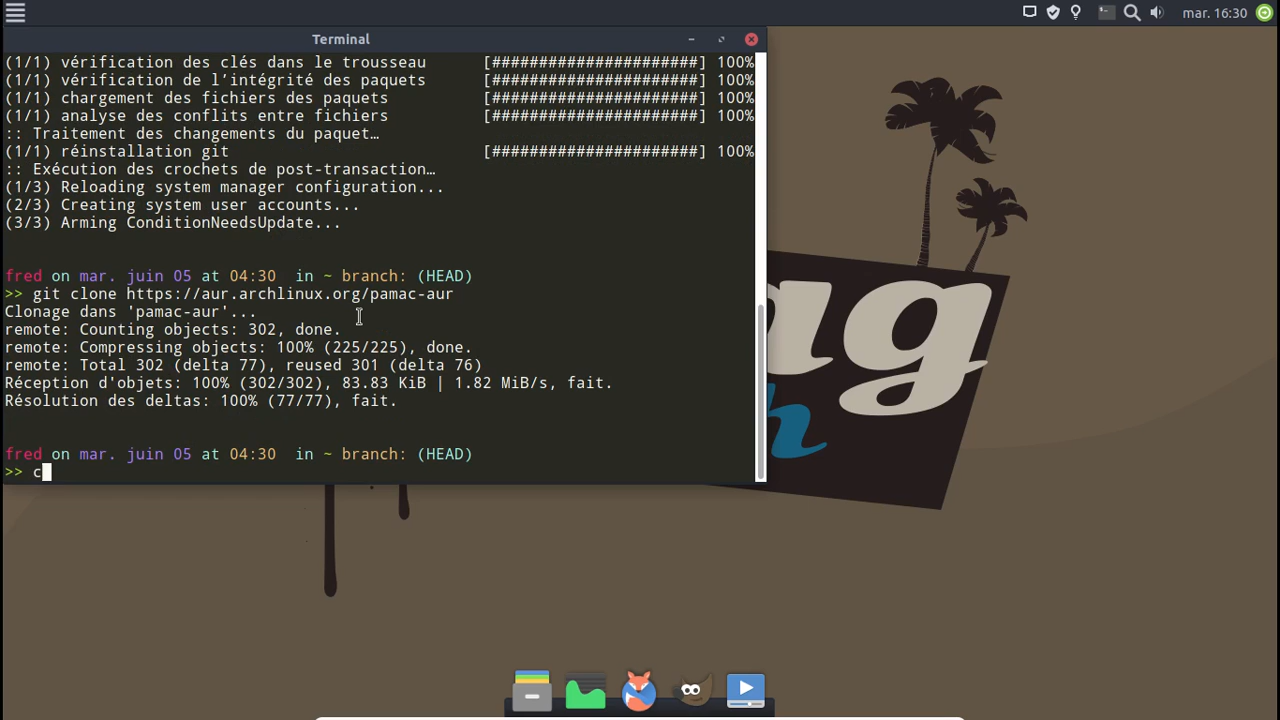 mar. 16:30
Terminal
(1/1) vérification des clés dans le trousseau [######################] 100%
(1/1) vérification de l’intégrité des paquets [######################] 100%
(1/1) chargement des fichiers des paquets [######################] 100%
(1/1) analyse des conflits entre fichiers [######################] 100%
:: Traitement des changements du paquet…
(1/1) réinstallation git [######################] 100%
:: Exécution des crochets de post-transaction…
(1/3) Reloading system manager configuration...
(2/3) Creating system user accounts...
(3/3) Arming ConditionNeedsUpdate...
fred on mar. juin 05 at 04:30 in ~ branch: (HEAD)
>> git clone https://aur.archlinux.org/pamac-aur
Clonage dans 'pamac-aur'...
remote: Counting objects: 302, done.
remote: Compressing objects: 100% (225/225), done.
remote: Total 302 (delta 77), reused 301 (delta 76)
Réception d'objets: 100% (302/302), 83.83 KiB | 1.82 MiB/s, fait.
Résolution des deltas: 100% (77/77), fait.
fred on mar. juin 05 at 04:30 in ~ branch: (HEAD)
>> c